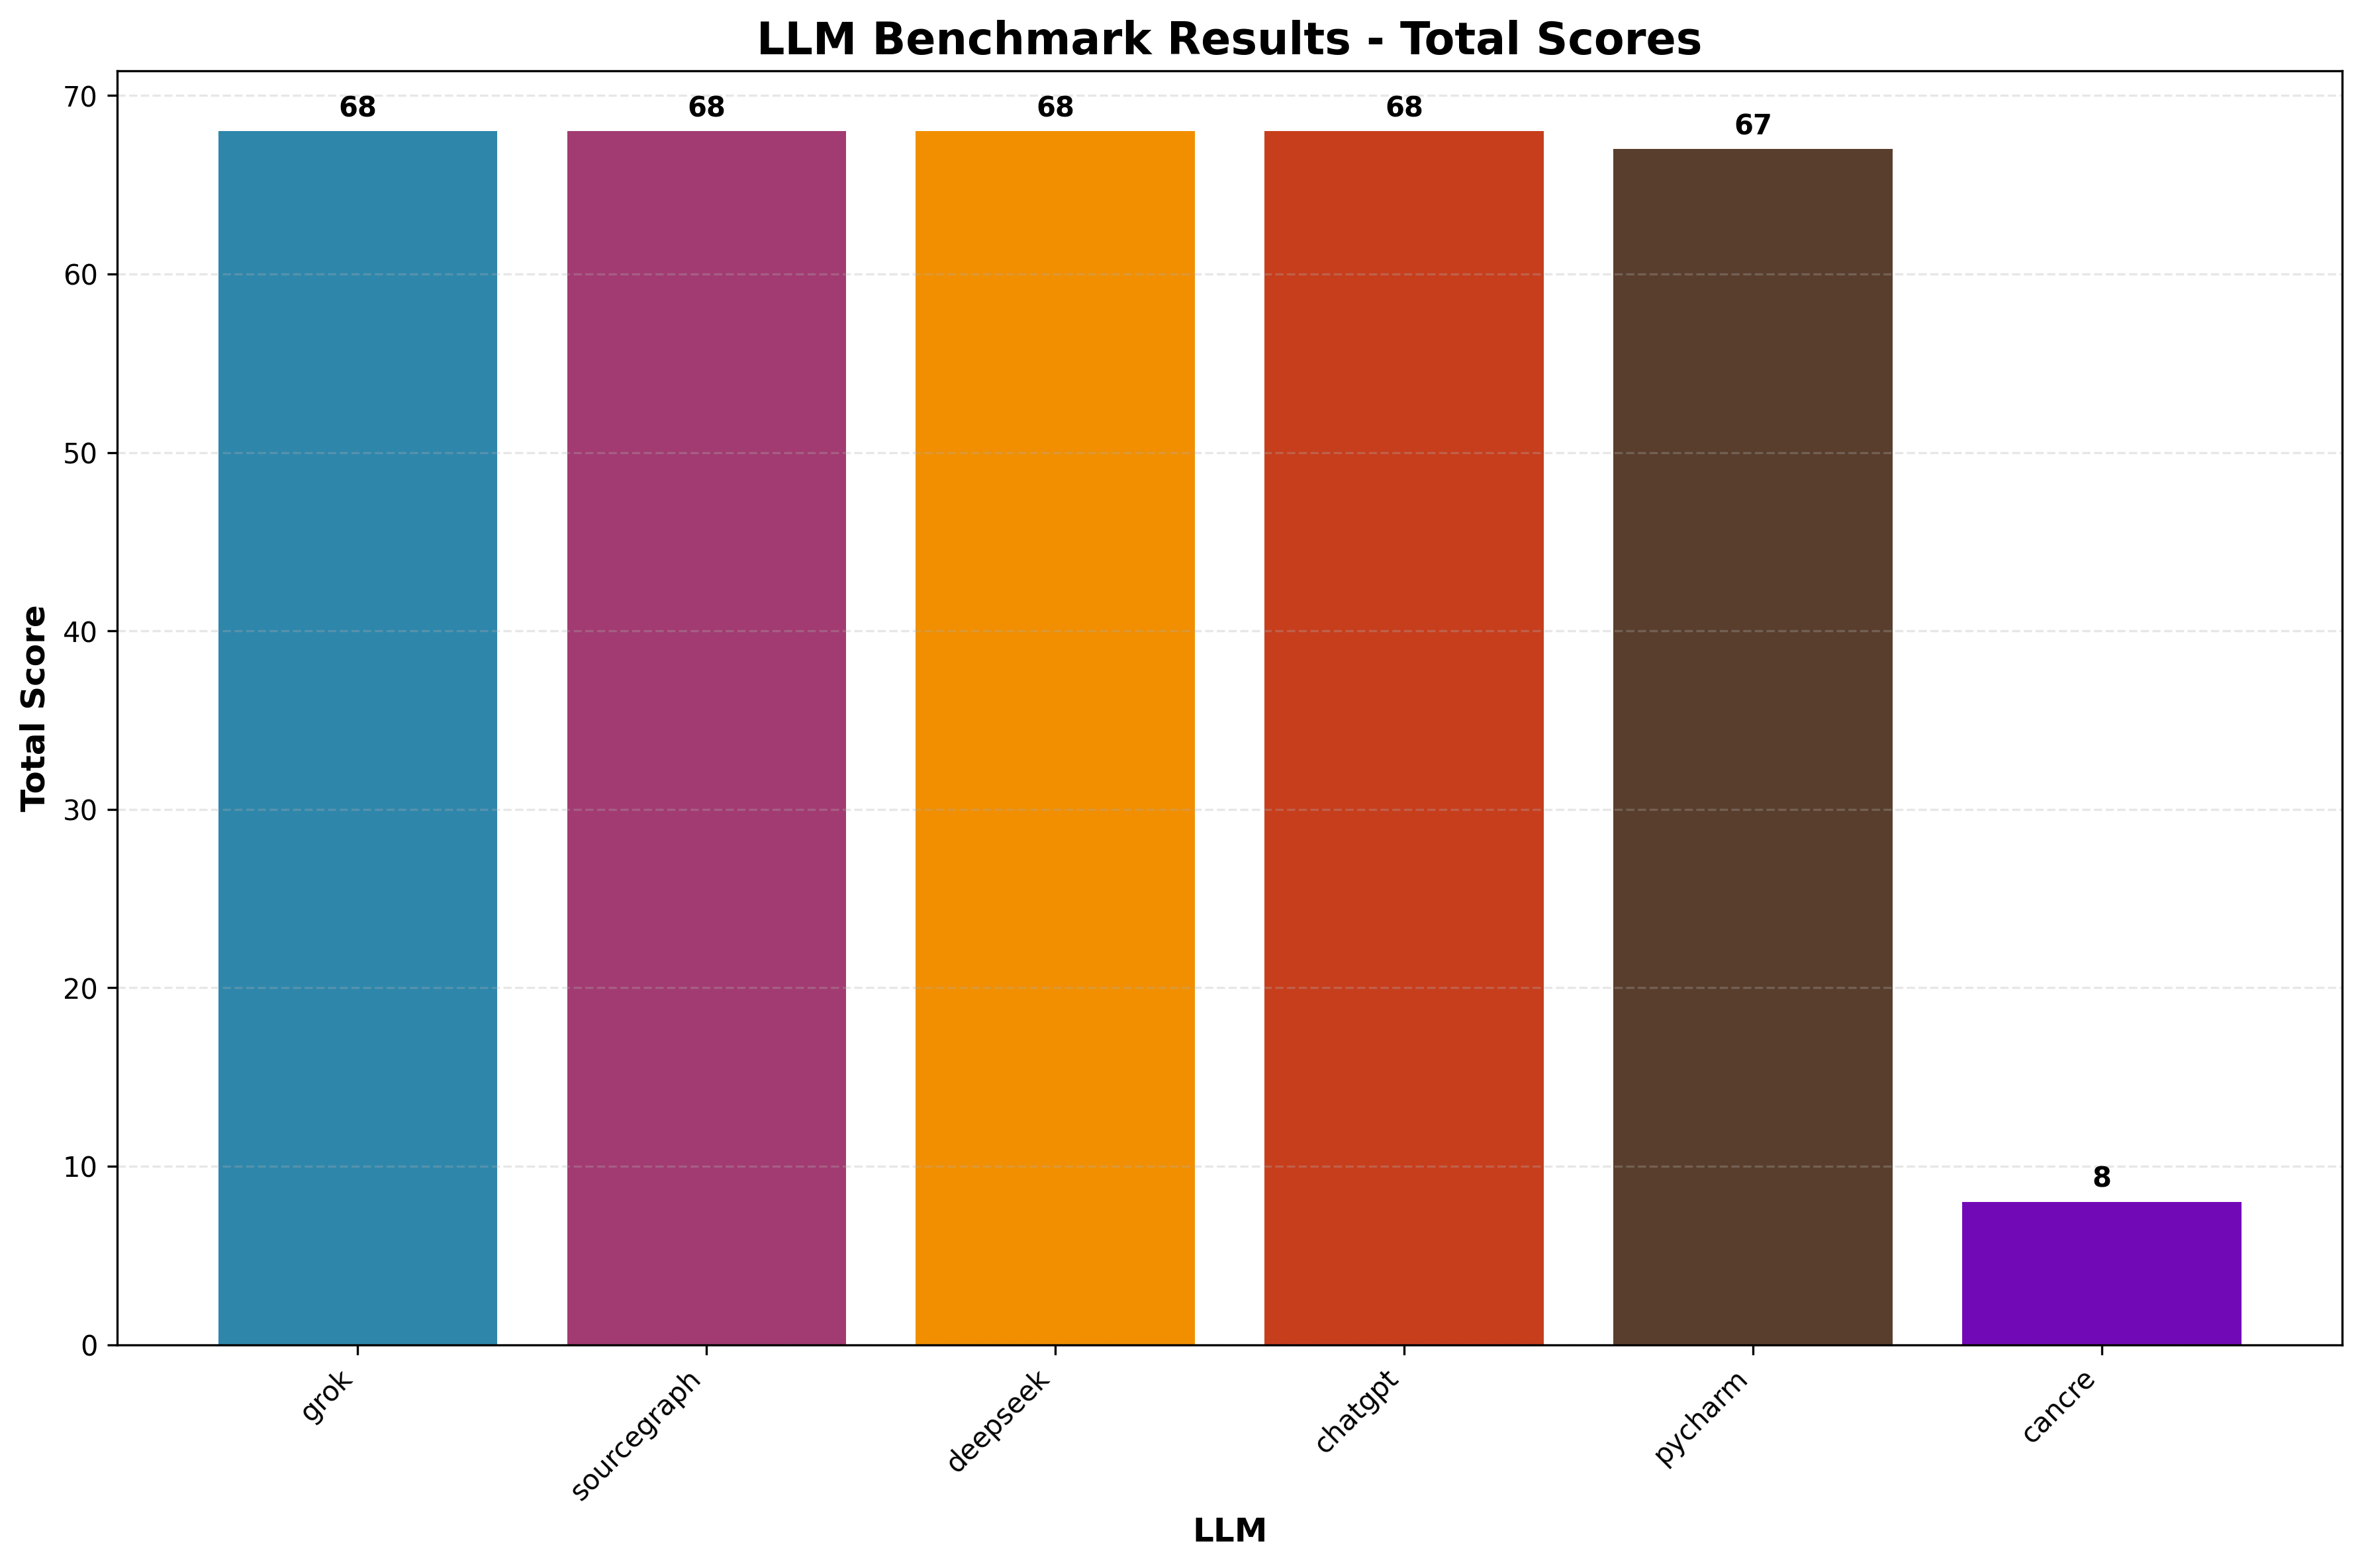 LLM Benchmark Results - Total Scores
70
60
50
40
30
20
10
0
Total Score
68
68
68
68
67
8
grok
sourcegraph
deepseek
chatgpt
pycharm
cancre
LLM